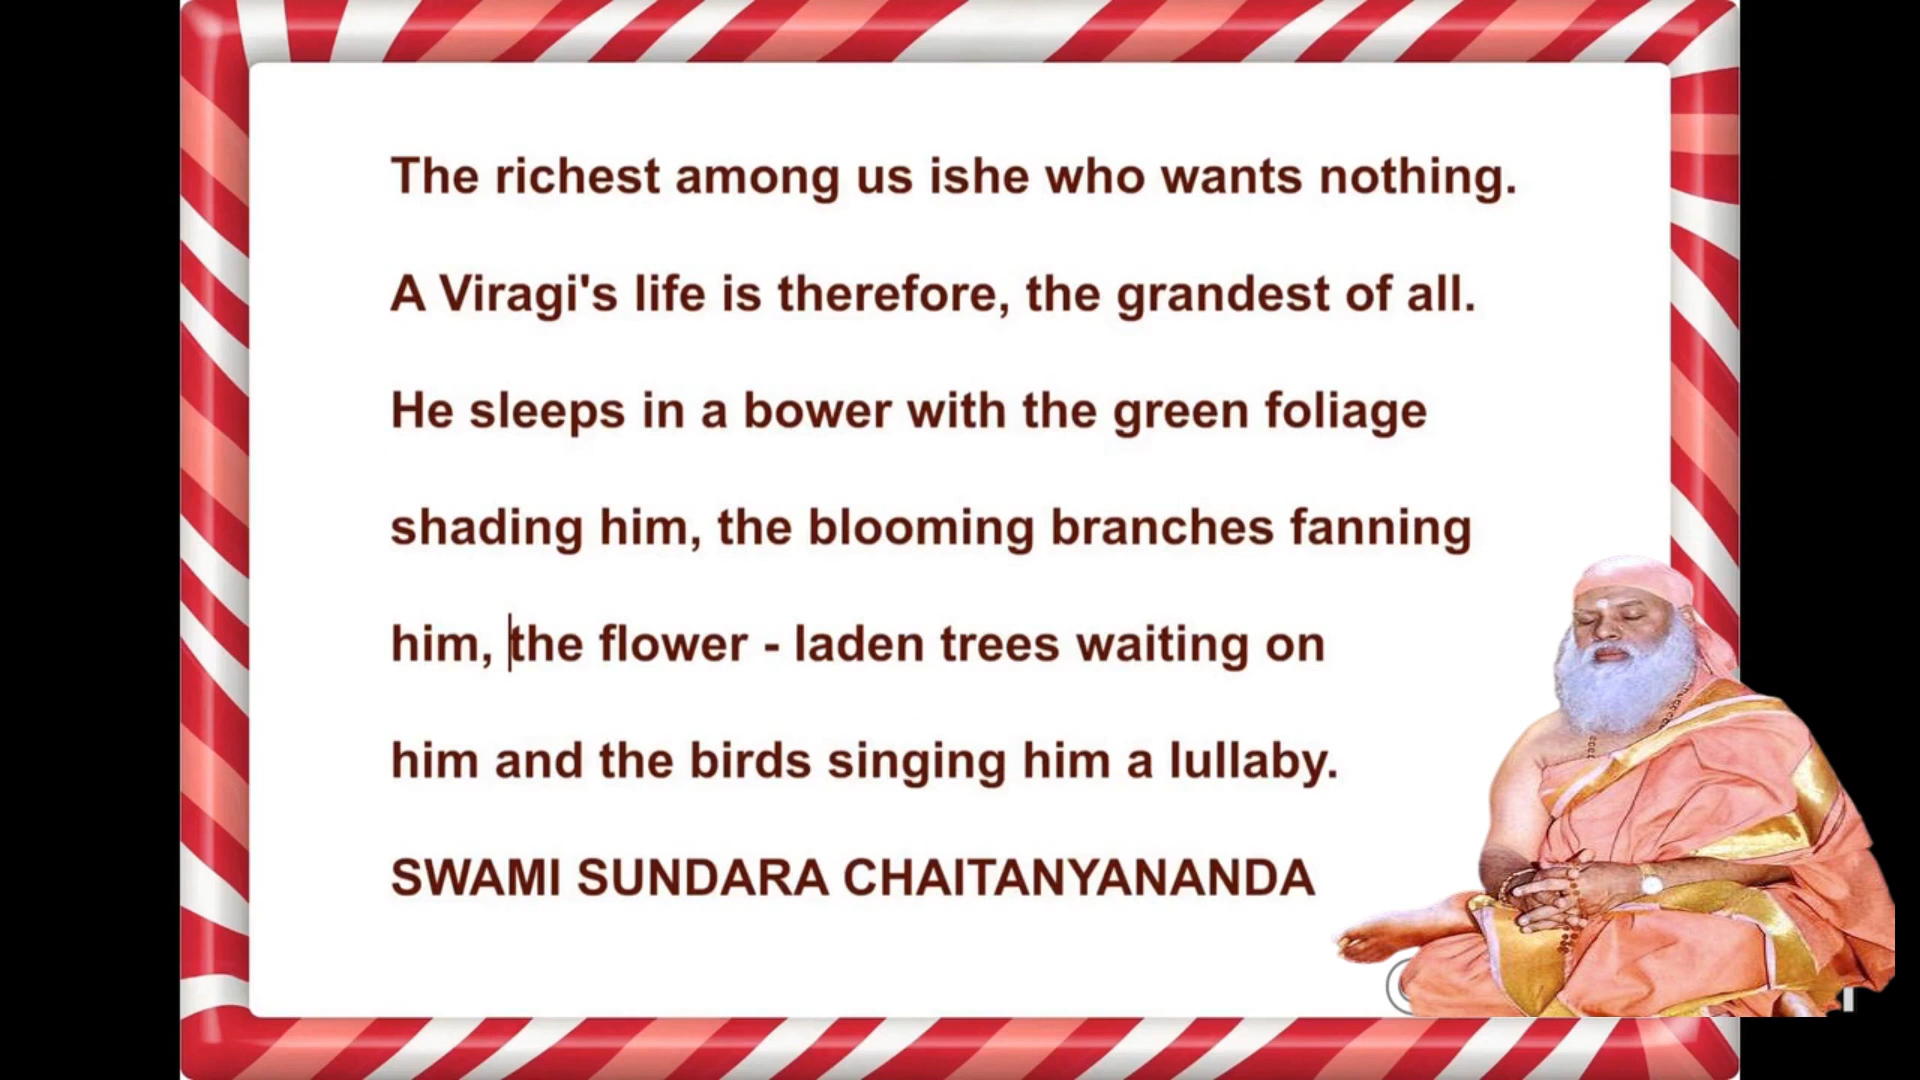 The richest among us ishe who wants nothing.
A Viragi's life is therefore, the grandest of all.
He sleeps in a bower with the green foliage
shading him, the blooming branches fanning
him, the flower - laden trees waiting on
him and the birds singing him a lullaby.
SWAMI SUNDARA CHAITANYANANDA